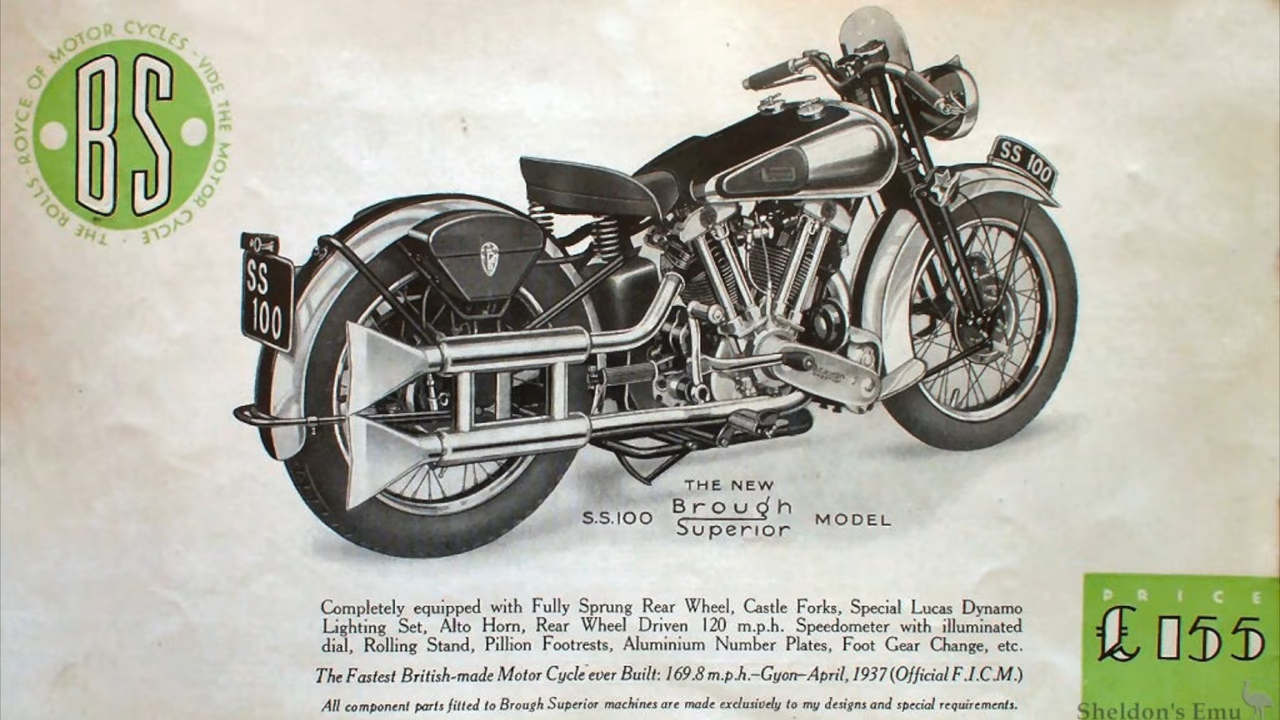 THE ROLLS-ROYCE OF MOTOR CYCLES - VIDE THE MOTOR CYCLE ·
BS
SS 100
SS
100
THE NEW
S.S.100 Brough Superior MODEL
Completely equipped with Fully Sprung Rear Wheel, Castle Forks, Special Lucas Dynamo
Lighting Set, Alto Horn, Rear Wheel Driven 120 m.p.h. Speedometer with illuminated
dial, Rolling Stand, Pillion Footrests, Aluminium Number Plates, Foot Gear Change, etc.
The Fastest British-made Motor Cycle ever Built: 169.8 m.p.h.-Gyon-April, 1937 (Official F.I.C.M.)
All component parts fitted to Brough Superior machines are made exclusively to my designs and special requirements.
PRICE
£155
Sheldon's Emu